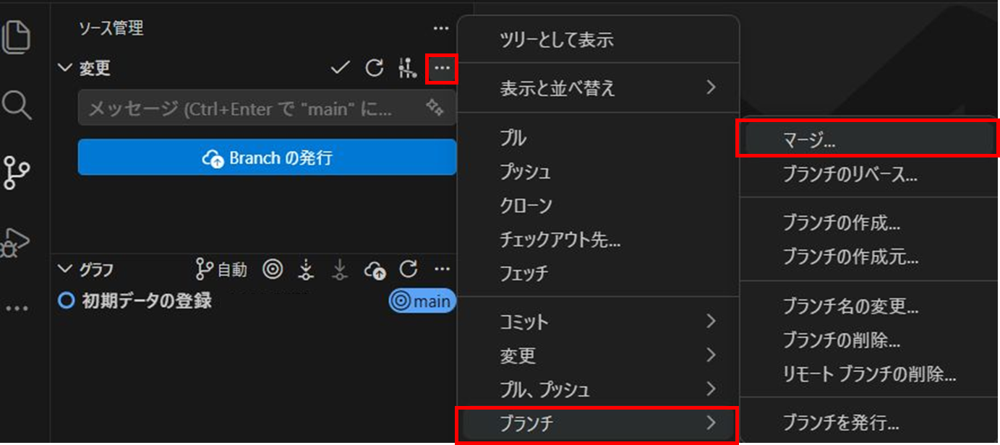 ソース管理
変更
メッセージ (Ctrl+Enter で "main" に...
Branch の発行
グラフ
自動
初期データの登録
main
ツリーとして表示
表示と並べ替え
プル
プッシュ
クローン
チェックアウト先...
フェッチ
コミット
変更
プル、プッシュ
ブランチ
マージ...
ブランチのリベース...
ブランチの作成...
ブランチの作成元...
ブランチ名の変更...
ブランチの削除...
リモート ブランチの削除...
ブランチを発行...